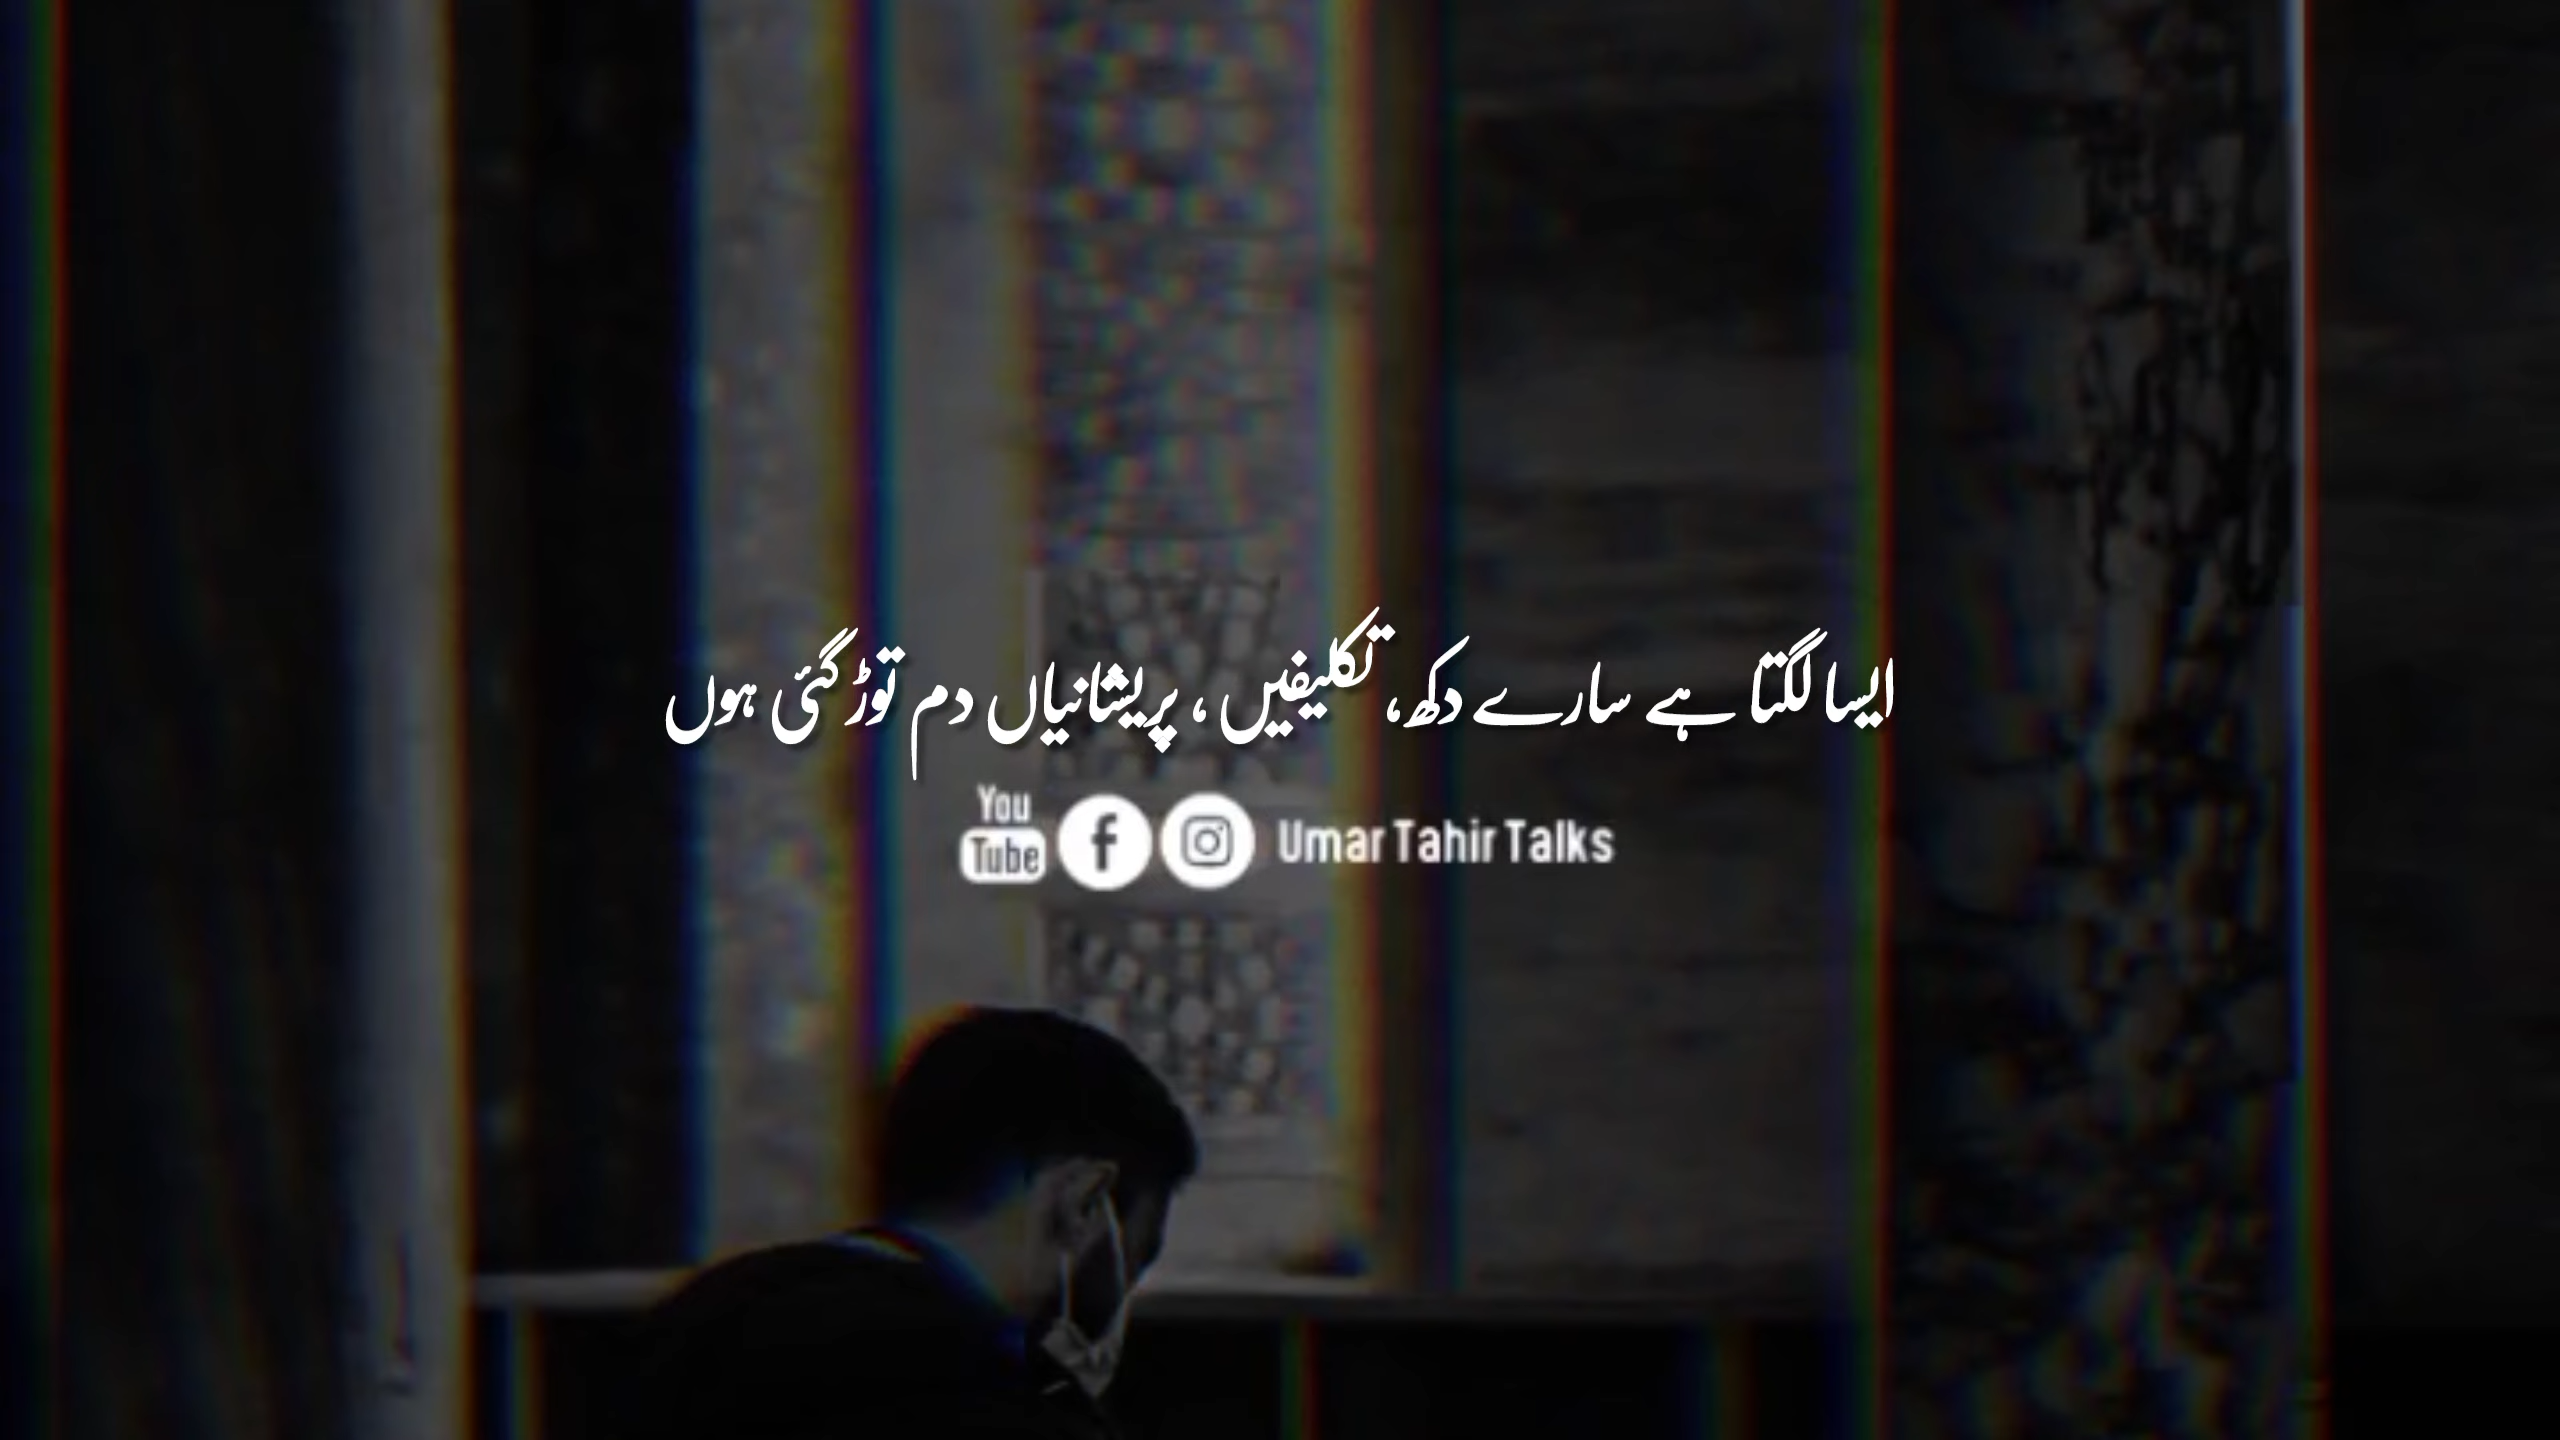 ایسا لگتا ہے سارے دکھ، تکلیفیں ، پریشانیاں دم توڑ گئی ہوں
You Tube f Umar Tahir Talks